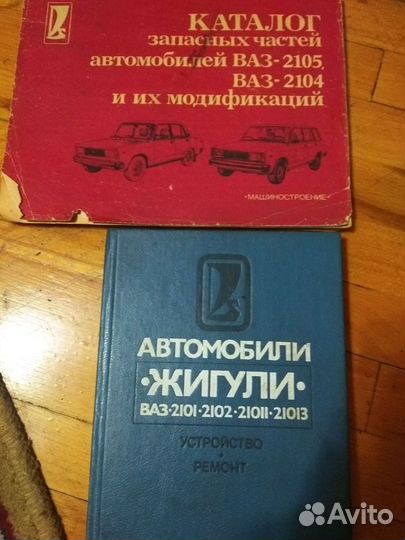 КАТАЛОГ
запасных частей
автомобилей ВАЗ-2105,
ВАЗ-2104
и их модификаций
«МАШИНОСТРОЕНИЕ»
АВТОМОБИЛИ
•ЖИГУЛИ•
ВАЗ•2101•2102•21011•21013
УСТРОЙСТВО
•
РЕМОНТ
Avito